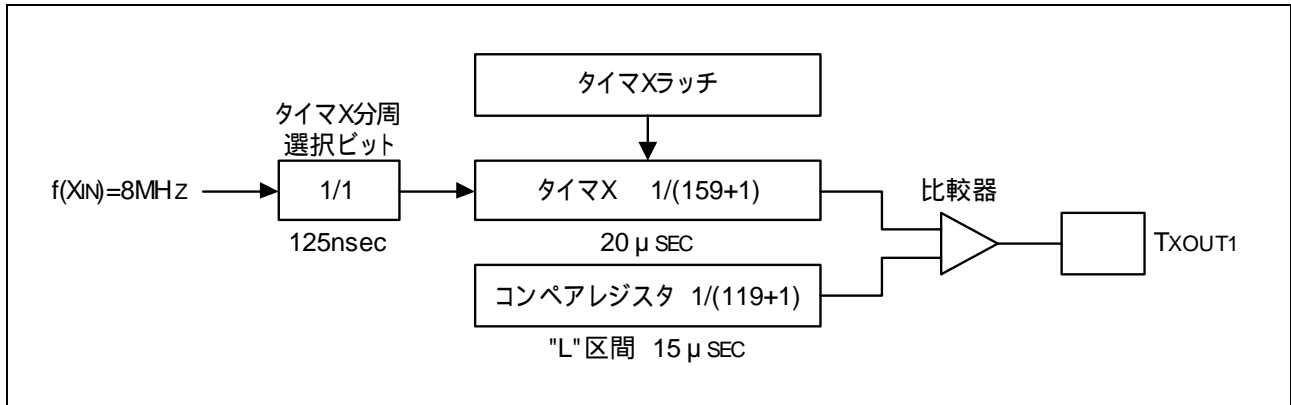 タイマXラッチ
タイマX分周
選択ビット
f(XIN)=8MHz
1/1
タイマX 1/(159+1)
比較器
125nsec
20 μ SEC
TXOUT1
コンペアレジスタ 1/(119+1)
"L"区間 15 μ SEC